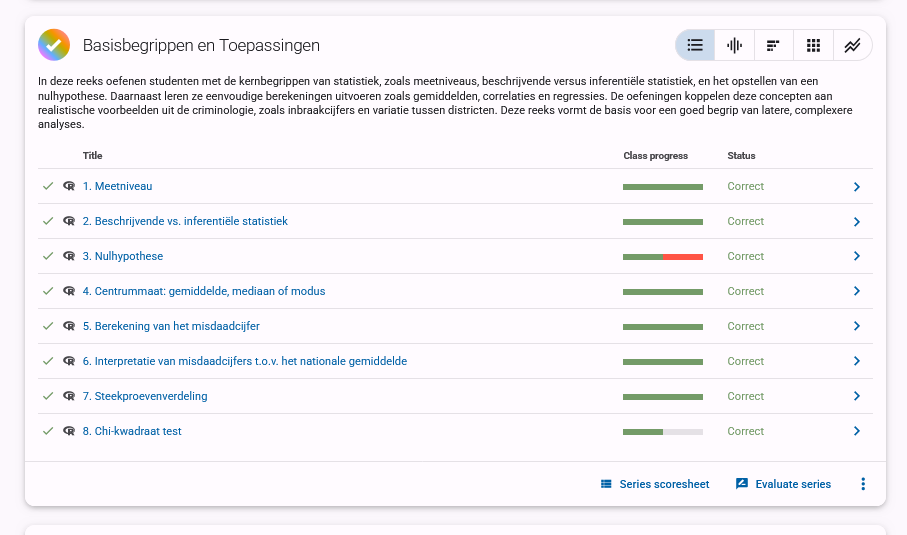 Basisbegrippen en Toepassingen
In deze reeks oefenen studenten met de kernbegrippen van statistiek, zoals meetniveaus, beschrijvende versus inferentiële statistiek, en het opstellen van een
nulhypothese. Daarnaast leren ze eenvoudige berekeningen uitvoeren zoals gemiddelden, correlaties en regressies. De oefeningen koppelen deze concepten aan
realistische voorbeelden uit de criminologie, zoals inbraakcijfers en variatie tussen districten. Deze reeks vormt de basis voor een goed begrip van latere, complexere
analyses.
Title Class progress Status
1. Meetniveau Correct
2. Beschrijvende vs. inferentiële statistiek Correct
3. Nulhypothese Correct
4. Centrummaat: gemiddelde, mediaan of modus Correct
5. Berekening van het misdaadcijfer Correct
6. Interpretatie van misdaadcijfers t.o.v. het nationale gemiddelde Correct
7. Steekproevenverdeling Correct
8. Chi-kwadraat test Correct
Series scoresheet Evaluate series